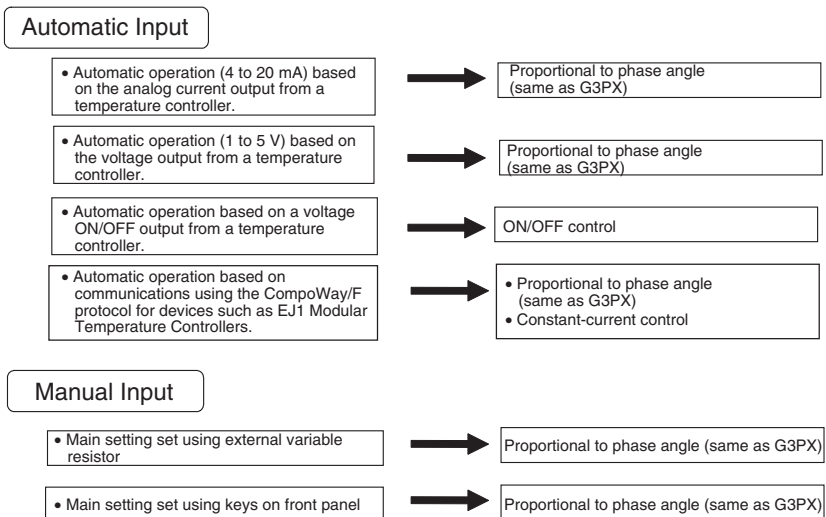 Automatic Input
• Automatic operation (4 to 20 mA) based
on the analog current output from a
temperature controller.
Proportional to phase angle
(same as G3PX)
• Automatic operation (1 to 5 V) based on
the voltage output from a temperature
controller.
Proportional to phase angle
(same as G3PX)
• Automatic operation based on a voltage
ON/OFF output from a temperature
controller.
ON/OFF control
• Automatic operation based on
communications using the CompoWay/F
protocol for devices such as EJ1 Modular
Temperature Controllers.
• Proportional to phase angle
(same as G3PX)
• Constant-current control
Manual Input
• Main setting set using external variable
resistor
Proportional to phase angle (same as G3PX)
• Main setting set using keys on front panel
Proportional to phase angle (same as G3PX)